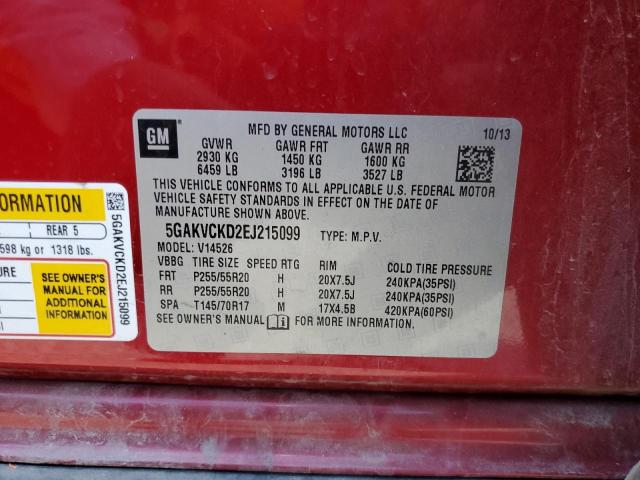 GM
MFD BY GENERAL MOTORS LLC 10/13
GVWR GAWR FRT GAWR RR
2930 KG 1450 KG 1600 KG
6459 LB 3196 LB 3527 LB
THIS VEHICLE CONFORMS TO ALL APPLICABLE U.S. FEDERAL MOTOR
VEHICLE SAFETY STANDARDS IN EFFECT ON THE DATE OF
MANUFACTURE SHOWN ABOVE.
5GAKVCKD2EJ215099 TYPE: M.P.V.
MODEL: V14526
VBBG TIRE SIZE SPEED RTG RIM COLD TIRE PRESSURE
FRT P255/55R20 H 20X7.5J 240KPA(35PSI)
RR P255/55R20 H 20X7.5J 240KPA(35PSI)
SPA T145/70R17 M 17X4.5B 420KPA(60PSI)
SEE OWNER'S MANUAL FOR MORE INFORMATION.
FORMATION
REAR 5
598 kg or 1318 lbs.
SEE OWNER'S
MANUAL FOR
ADDITIONAL
INFORMATION
5GAKVCKD2EJ215099